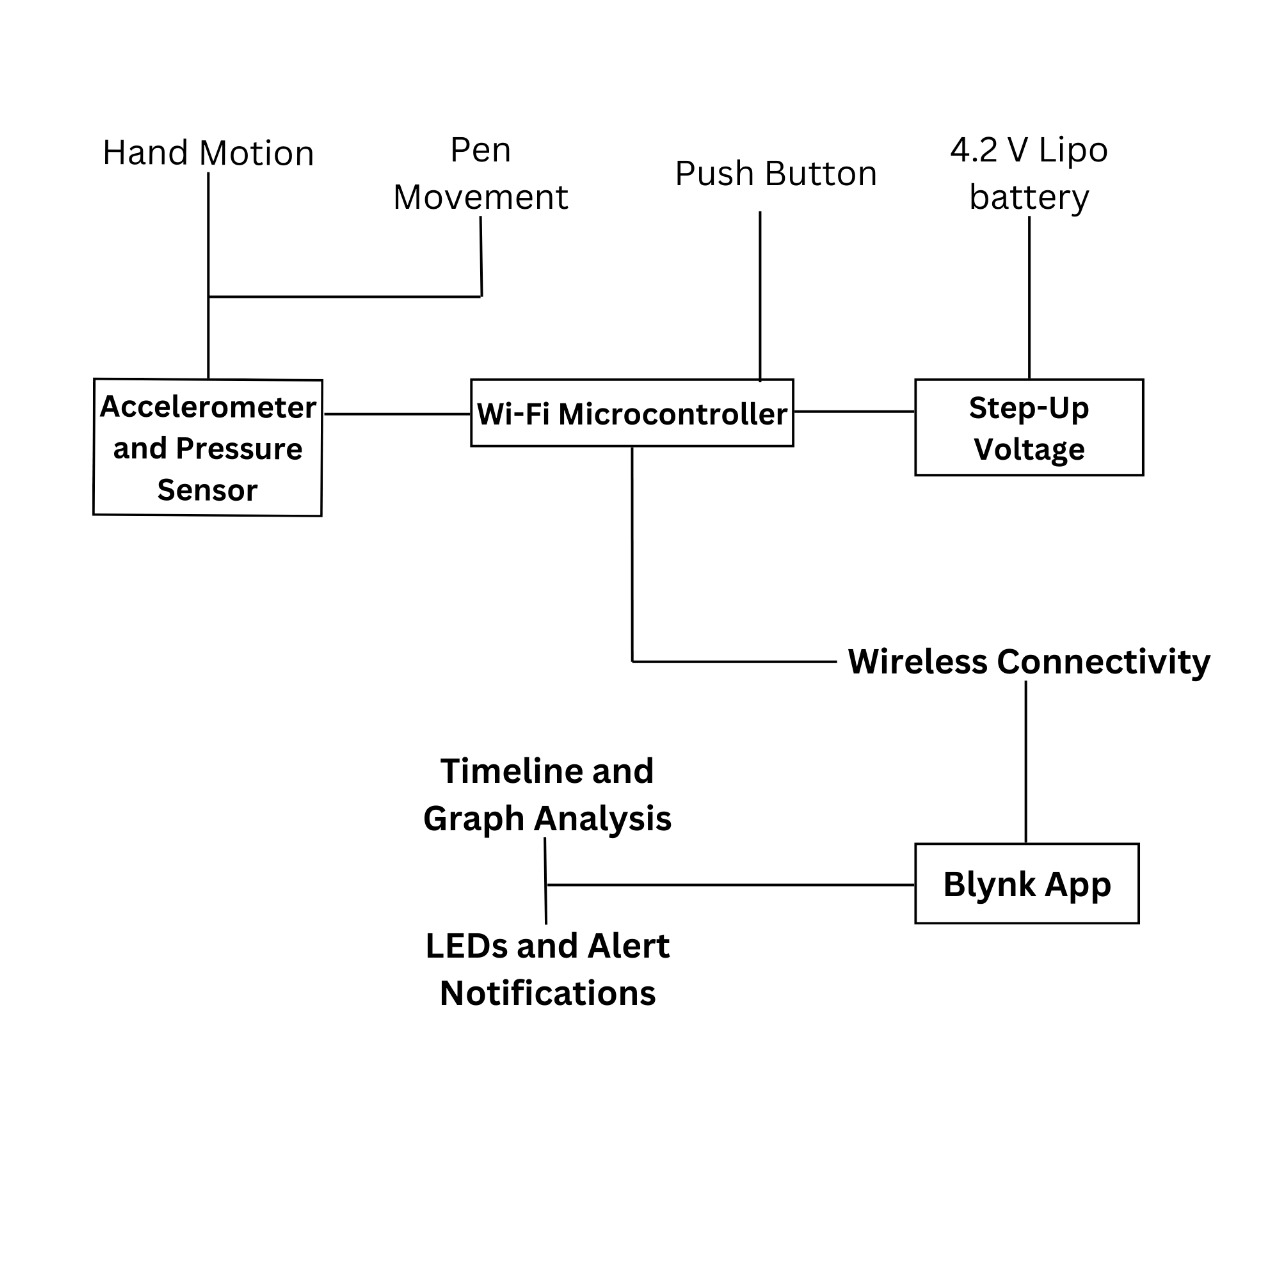 Hand Motion
Pen
Movement
Push Button
4.2 V Lipo
battery
Accelerometer
and Pressure
Sensor
Wi-Fi Microcontroller
Step-Up
Voltage
Wireless Connectivity
Timeline and
Graph Analysis
Blynk App
LEDs and Alert
Notifications